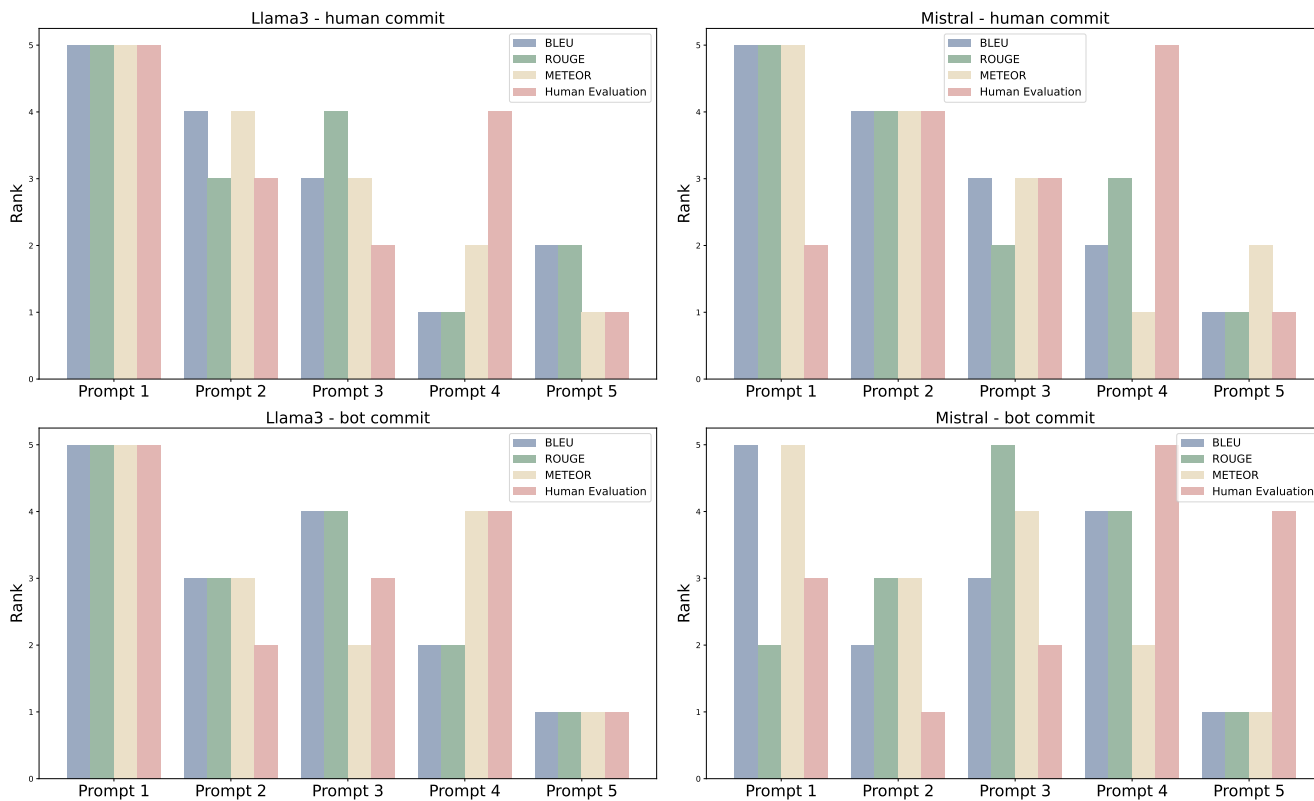 Llama3 - human commit
Rank
5
4
3
2
1
0
BLEU
ROUGE
METEOR
Human Evaluation
Prompt 1 Prompt 2 Prompt 3 Prompt 4 Prompt 5
Mistral - human commit
Rank
5
4
3
2
1
0
BLEU
ROUGE
METEOR
Human Evaluation
Prompt 1 Prompt 2 Prompt 3 Prompt 4 Prompt 5
Llama3 - bot commit
Rank
5
4
3
2
1
0
BLEU
ROUGE
METEOR
Human Evaluation
Prompt 1 Prompt 2 Prompt 3 Prompt 4 Prompt 5
Mistral - bot commit
Rank
5
4
3
2
1
0
BLEU
ROUGE
METEOR
Human Evaluation
Prompt 1 Prompt 2 Prompt 3 Prompt 4 Prompt 5